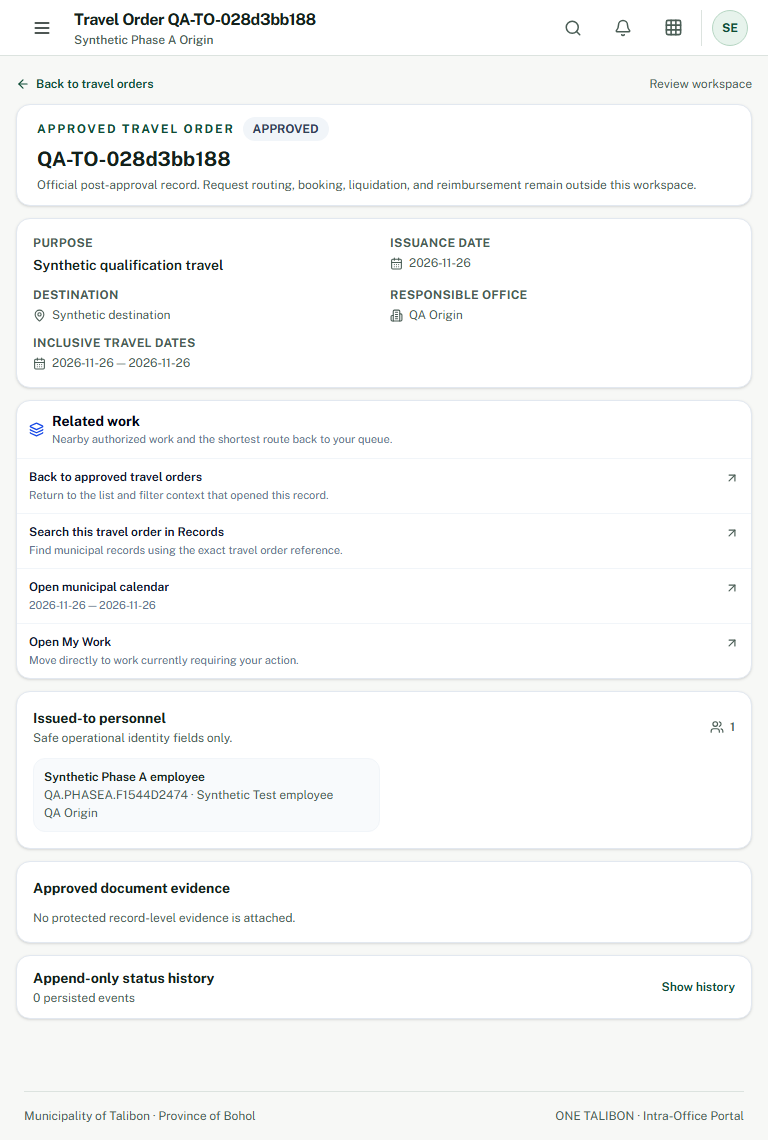 Travel Order QA-TO-028d3bb188
Synthetic Phase A Origin
SE
Back to travel orders
Review workspace
APPROVED TRAVEL ORDER
APPROVED
QA-TO-028d3bb188
Official post-approval record. Request routing, booking, liquidation, and reimbursement remain outside this workspace.
PURPOSE
Synthetic qualification travel
ISSUANCE DATE
2026-11-26
DESTINATION
Synthetic destination
RESPONSIBLE OFFICE
QA Origin
INCLUSIVE TRAVEL DATES
2026-11-26 — 2026-11-26
Related work
Nearby authorized work and the shortest route back to your queue.
Back to approved travel orders
Return to the list and filter context that opened this record.
Search this travel order in Records
Find municipal records using the exact travel order reference.
Open municipal calendar
2026-11-26 — 2026-11-26
Open My Work
Move directly to work currently requiring your action.
Issued-to personnel
Safe operational identity fields only.
1
Synthetic Phase A employee
QA.PHASEA.F1544D2474 · Synthetic Test employee
QA Origin
Approved document evidence
No protected record-level evidence is attached.
Append-only status history
0 persisted events
Show history
Municipality of Talibon · Province of Bohol
ONE TALIBON · Intra-Office Portal